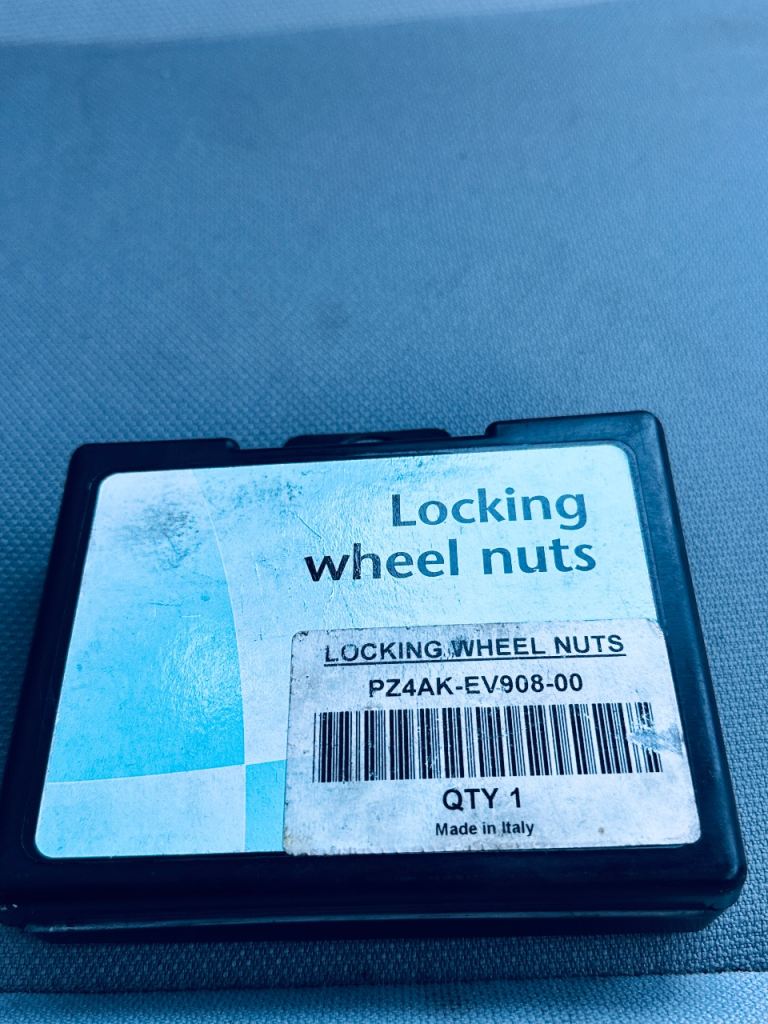 Locking
wheel nuts
LOCKING WHEEL NUTS
PZ4AK-EV908-00
QTY 1
Made in Italy